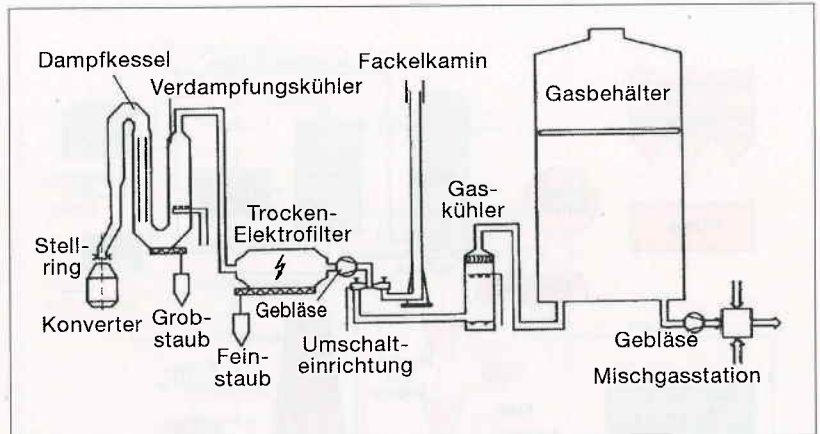 Dampfkessel
Verdampfungskühler
Fackelkamin
Gasbehälter
Gas-
kühler
Trocken-
Elektrofilter
Stell-
ring
Konverter
Grob-
staub
Gebläse
Fein-
staub
Umschalt-
einrichtung
Gebläse
Mischgasstation